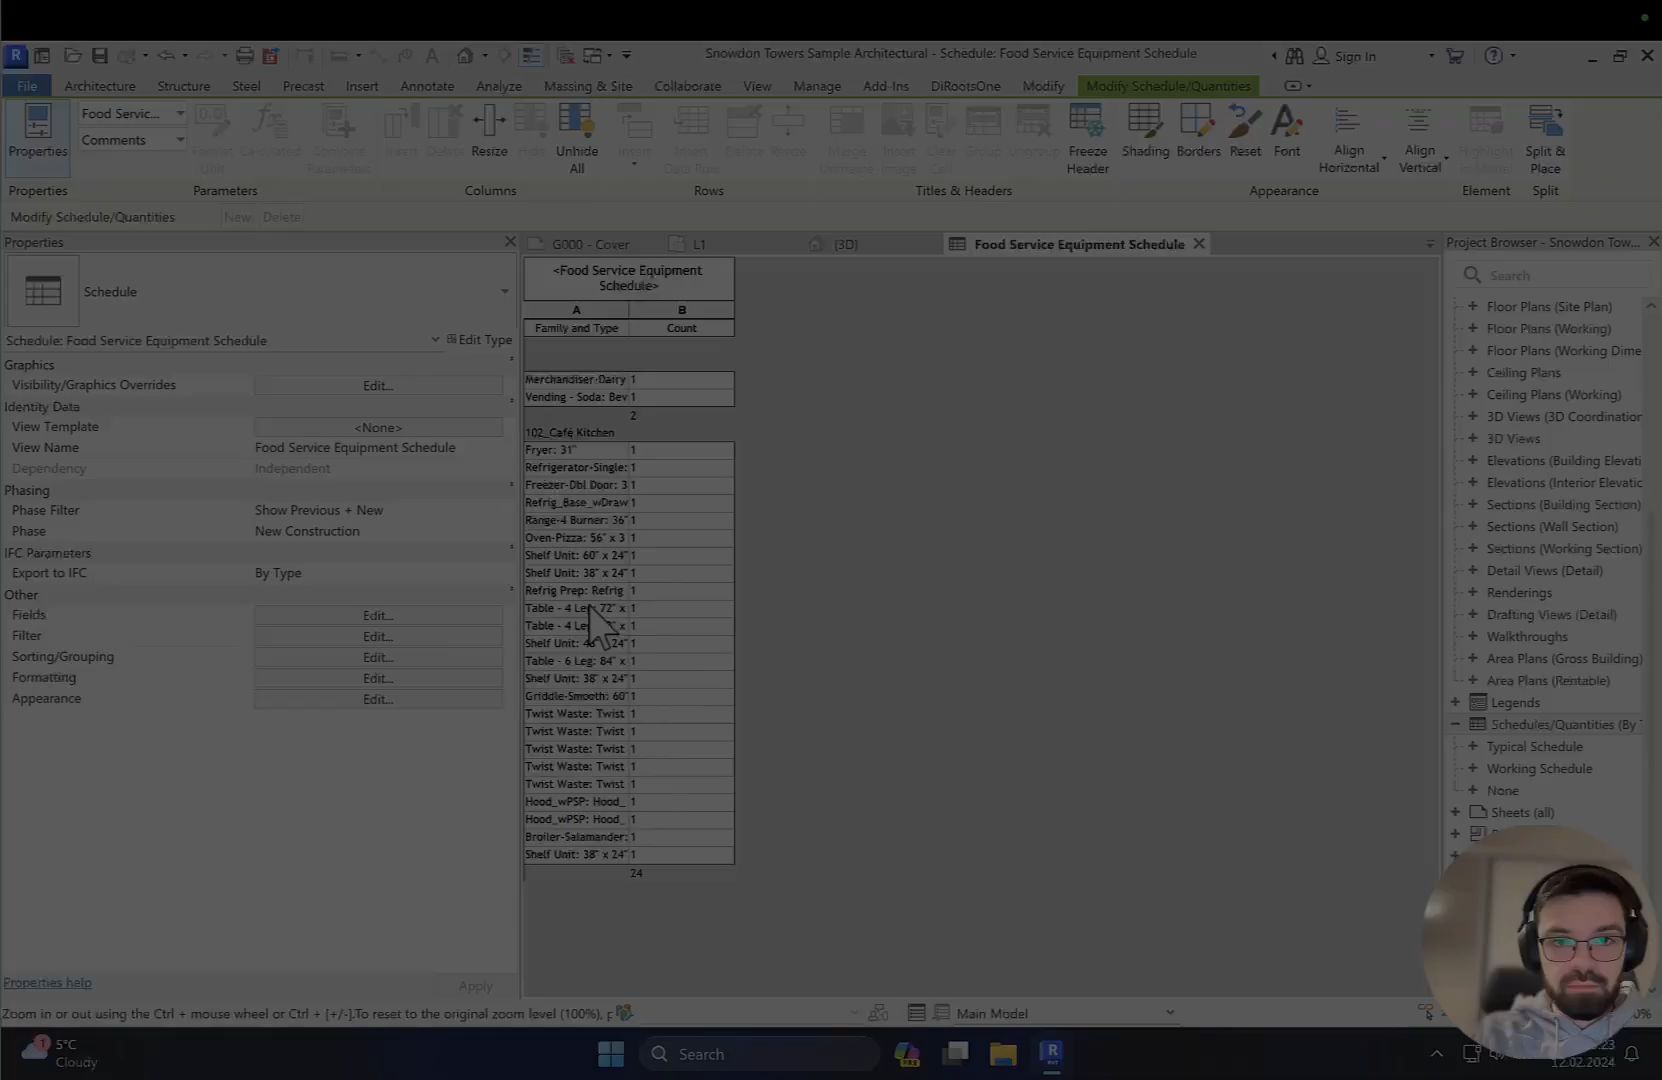 Snowdon Towers Sample Architectural - Schedule: Food Service Equipment Schedule
Sign In
File Architecture Structure Steel Precast Insert Annotate Analyze Massing & Site Collaborate View Manage Add-Ins DiRootsOne Modify Modify Schedule/Quantities
Food Servic...
Comments
Properties
Resize
Unhide
All
Freeze
Header
Shading Borders Reset Font
Align
Horizontal
Align
Vertical
Split &
Place
Properties Parameters Columns Rows Titles & Headers Appearance Element Split
Modify Schedule/Quantities New Delete
Properties
Schedule
Schedule: Food Service Equipment Schedule Edit Type
Graphics
Visibility/Graphics Overrides Edit...
Identity Data
View Template <None>
View Name Food Service Equipment Schedule
Dependency Independent
Phasing
Phase Filter Show Previous + New
Phase New Construction
IFC Parameters
Export to IFC By Type
Other
Fields Edit...
Filter Edit...
Sorting/Grouping Edit...
Formatting Edit...
Appearance Edit...
Properties help Apply
G000 - Cover L1 {3D} Food Service Equipment Schedule
<Food Service Equipment
Schedule>
A B
Family and Type Count
Merchandiser-Dairy 1
Vending - Soda: Bev 1
2
102_Café Kitchen
Fryer: 31" 1
Refrigerator-Single: 1
Freezer-Dbl Door: 3 1
Refrig_Base_wDraw 1
Range-4 Burner: 36" 1
Oven-Pizza: 56" x 3 1
Shelf Unit: 60" x 24" 1
Shelf Unit: 38" x 24" 1
Refrig Prep: Refrig 1
Table - 4 Leg: 72" x 1
Table - 4 Le x 1
Shelf Unit: 24" 1
Table - 6 Leg: 84" x 1
Shelf Unit: 38" x 24" 1
Griddle-Smooth: 60" 1
Twist Waste: Twist 1
Twist Waste: Twist 1
Twist Waste: Twist 1
Twist Waste: Twist 1
Twist Waste: Twist 1
Hood_wPSP: Hood_ 1
Hood_wPSP: Hood_ 1
Broiler-Salamander: 1
Shelf Unit: 38" x 24" 1
24
Project Browser - Snowdon Tow...
Search
Floor Plans (Site Plan)
Floor Plans (Working)
Floor Plans (Working Dime
Ceiling Plans
Ceiling Plans (Working)
3D Views (3D Coordination
3D Views
Elevations (Building Elevati
Elevations (Interior Elevatic
Sections (Building Section)
Sections (Wall Section)
Sections (Working Section)
Detail Views (Detail)
Renderings
Drafting Views (Detail)
Walkthroughs
Area Plans (Gross Building)
Area Plans (Rentable)
Legends
Schedules/Quantities (By
Typical Schedule
Working Schedule
None
Sheets (all)
Zoom in or out using the Ctrl + mouse wheel or Ctrl + [+/-].To reset to the original zoom level (100%), p
Main Model
1
5°C
Cloudy
Search
12.02.2024